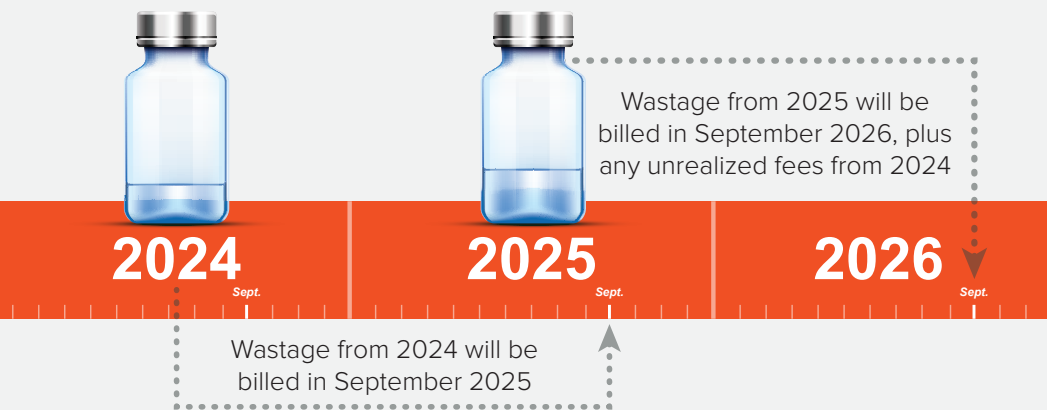 Wastage from 2025 will be
billed in September 2026, plus
any unrealized fees from 2024
2024
2025
2026
Sept.
Sept.
Sept.
Wastage from 2024 will be
billed in September 2025